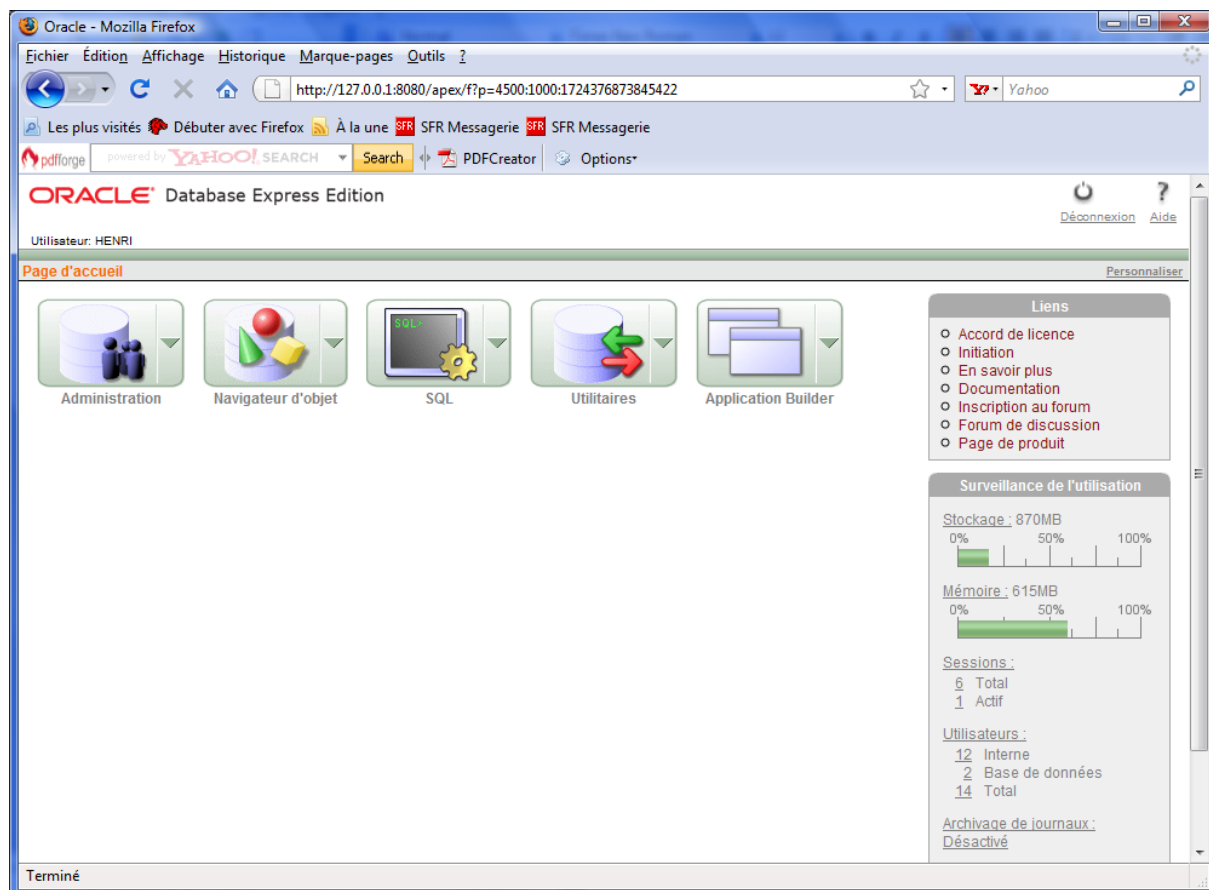 Oracle - Mozilla Firefox
Fichier Édition Affichage Historique Marque-pages Outils ?
http://127.0.0.1:8080/apex/f?p=4500:1000:1724376873845422
Yahoo
Les plus visités Débuter avec Firefox À la une SFR SFR Messagerie SFR SFR Messagerie
pdfforge powered by YAHOO! SEARCH Search PDFCreator Options
ORACLE Database Express Edition
Déconnexion Aide
Utilisateur: HENRI
Page d'accueil Personnaliser
SQL>
Administration Navigateur d'objet SQL Utilitaires Application Builder
Liens
Accord de licence
Initiation
En savoir plus
Documentation
Inscription au forum
Forum de discussion
Page de produit
Surveillance de l'utilisation
Stockage : 870MB
0% 50% 100%
Mémoire : 615MB
0% 50% 100%
Sessions :
6 Total
1 Actif
Utilisateurs :
12 Interne
2 Base de données
14 Total
Archivage de journaux :
Désactivé
Terminé